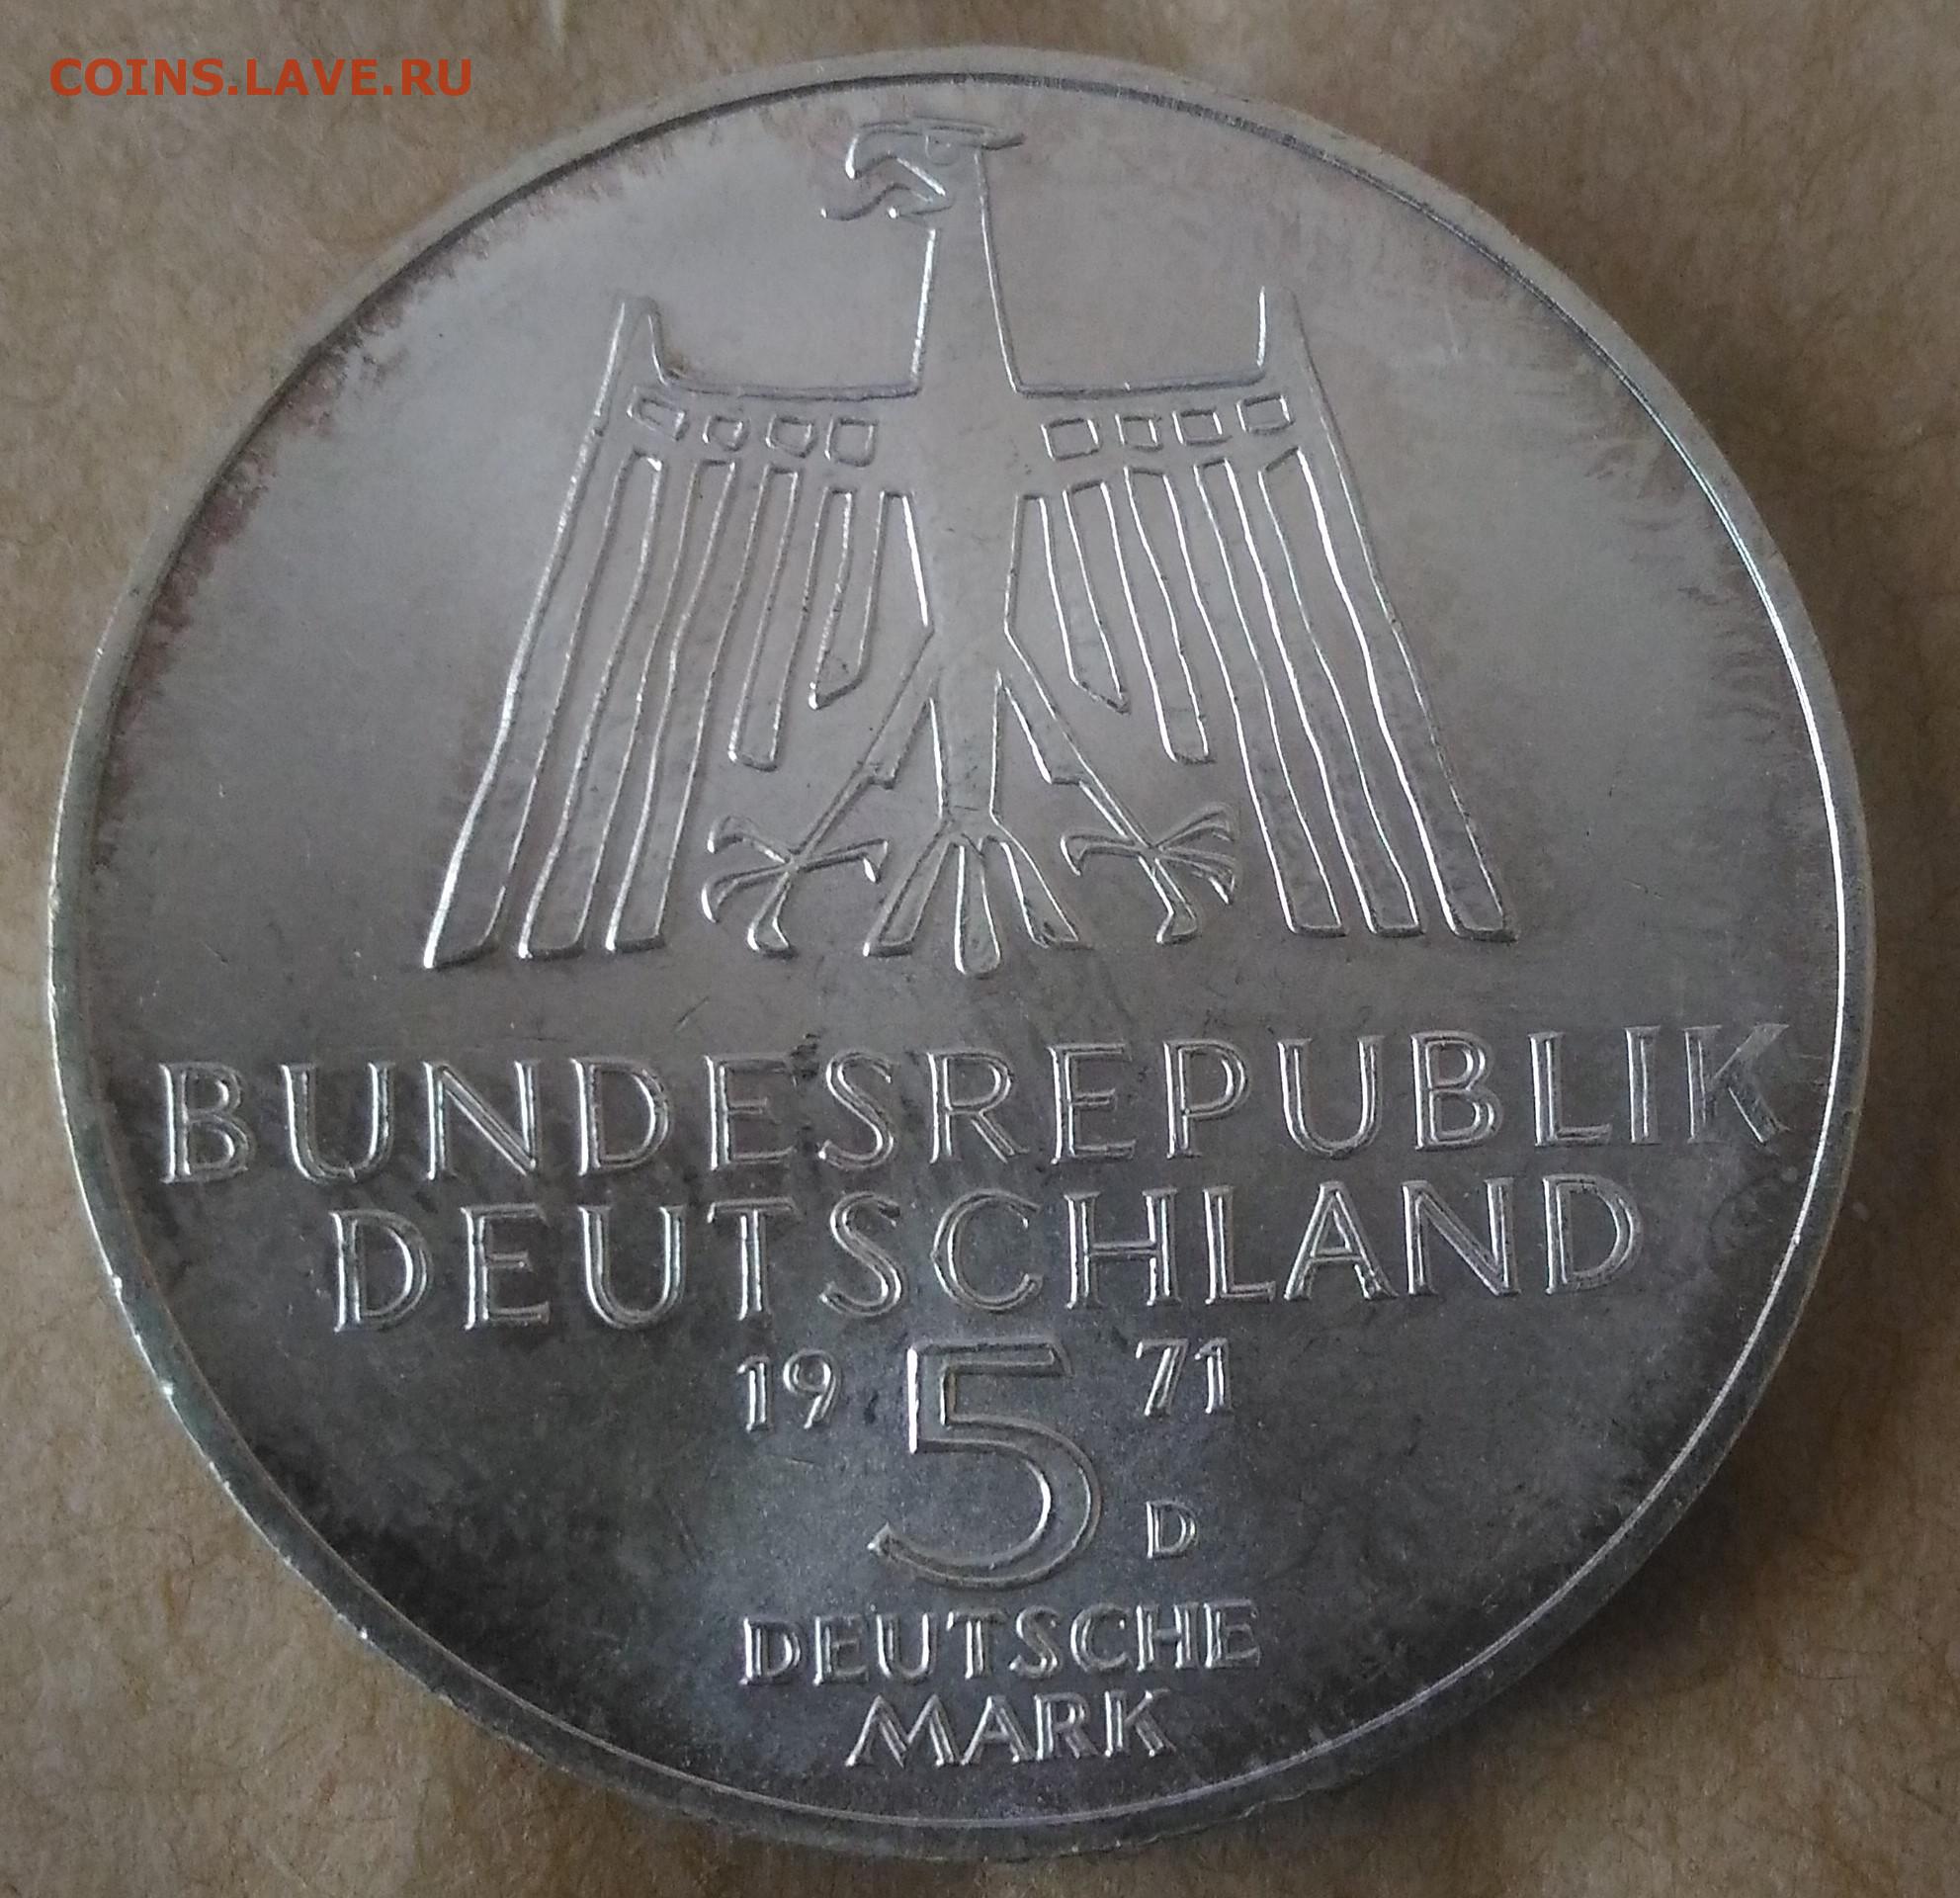 COINS.LAVE.RU
BUNDESREPUBLIK
DEUTSCHLAND
19 5 71
D
DEUTSCHE
MARK